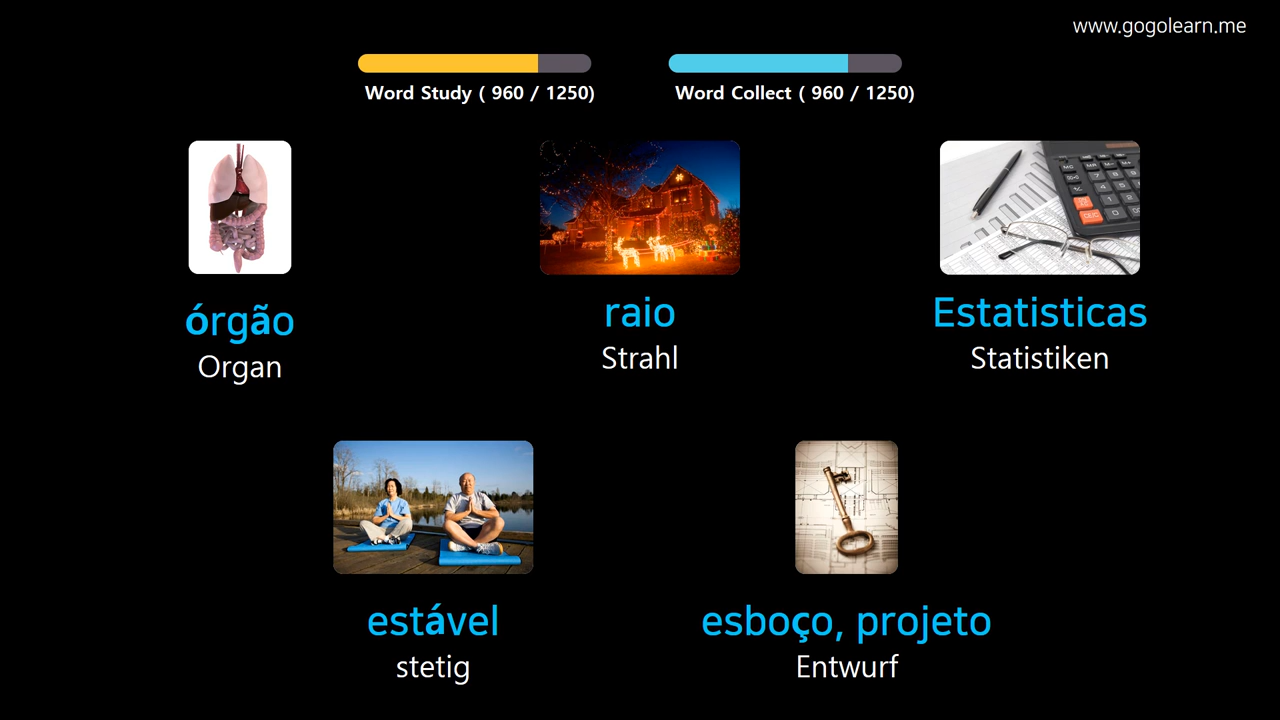 www.gogolearn.me
Word Study ( 960 / 1250)
Word Collect ( 960 / 1250)
órgão
Organ
raio
Strahl
Estatisticas
Statistiken
estável
stetig
esboço, projeto
Entwurf